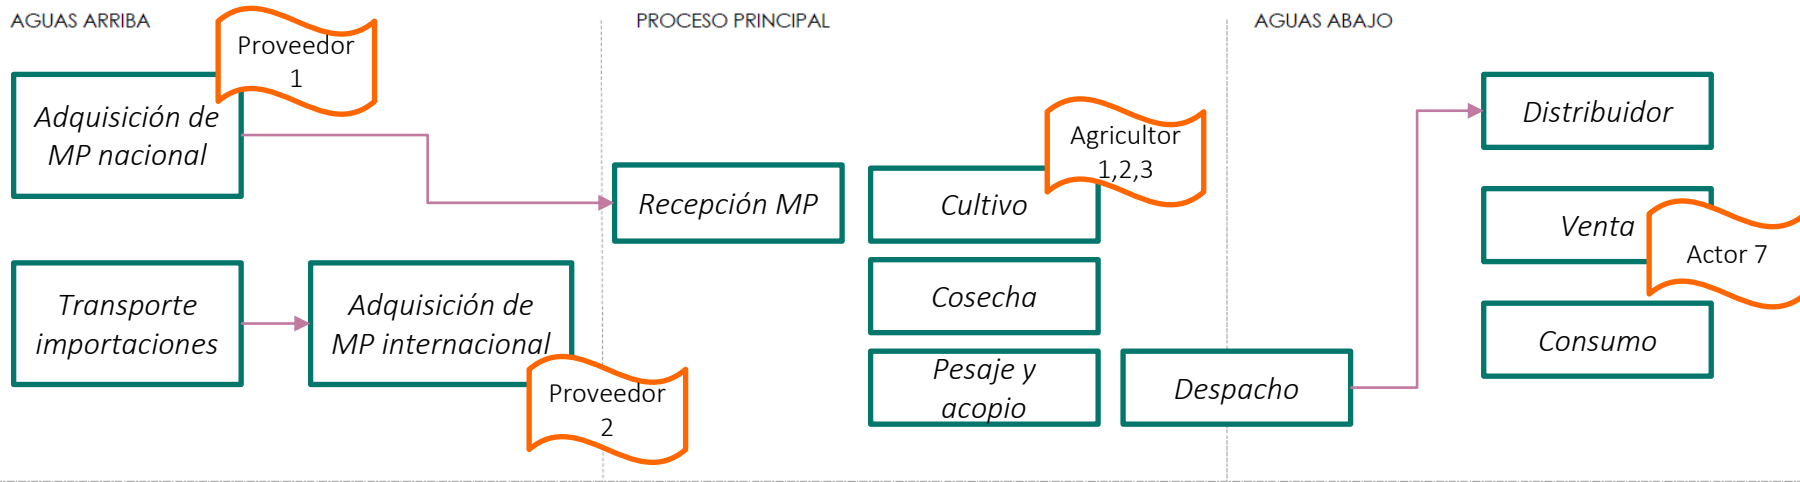 AGUAS ARRIBA
PROCESO PRINCIPAL
AGUAS ABAJO
Proveedor
1
Adquisición de
MP nacional
Transporte
importaciones
Adquisición de
MP internacional
Proveedor
2
Recepción MP
Agricultor
1,2,3
Cultivo
Cosecha
Pesaje y
acopio
Despacho
Distribuidor
Venta
Actor 7
Consumo